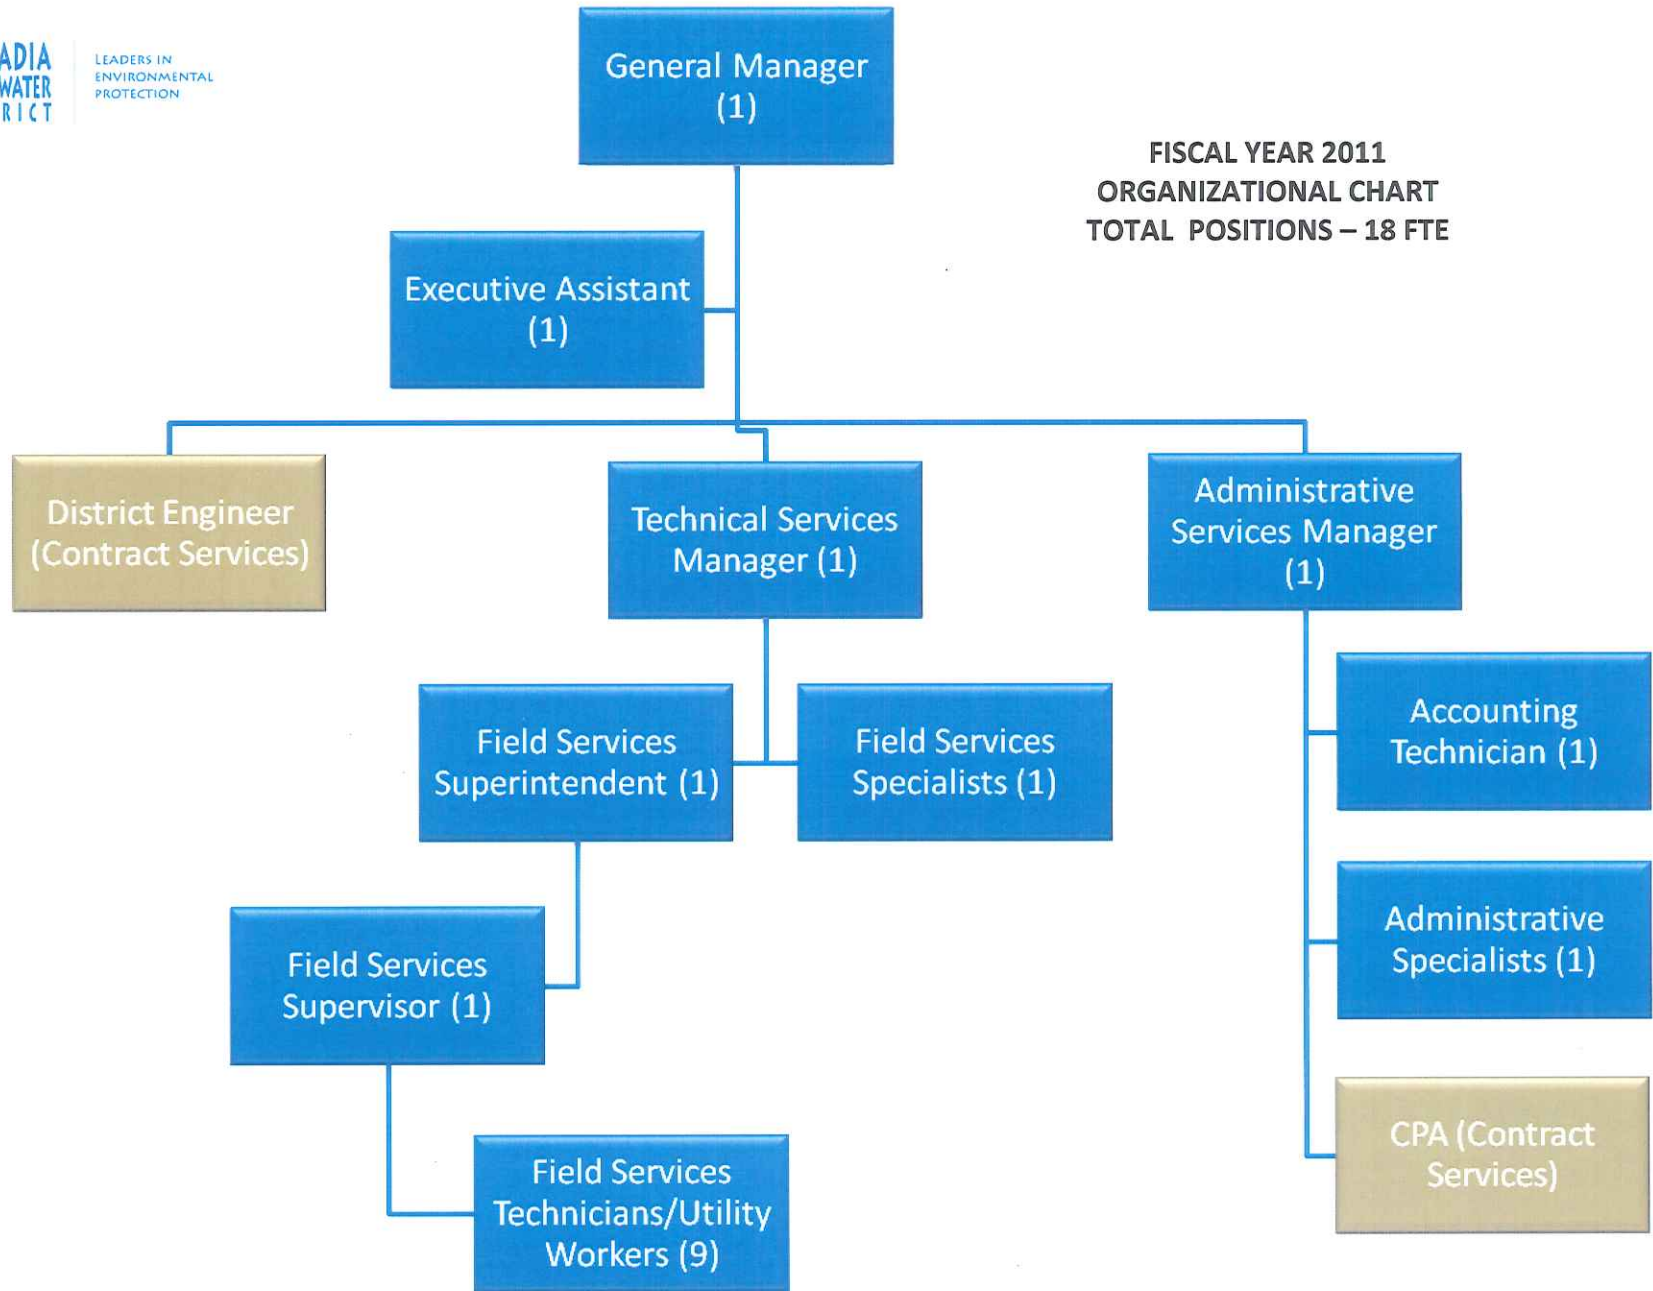 ADIA
WATER
RICT
LEADERS IN
ENVIRONMENTAL
PROTECTION
General Manager
(1)
FISCAL YEAR 2011
ORGANIZATIONAL CHART
TOTAL POSITIONS – 18 FTE
Executive Assistant
(1)
District Engineer
(Contract Services)
Technical Services
Manager (1)
Administrative
Services Manager
(1)
Field Services
Superintendent (1)
Field Services
Specialists (1)
Accounting
Technician (1)
Field Services
Supervisor (1)
Administrative
Specialists (1)
Field Services
Technicians/Utility
Workers (9)
CPA (Contract
Services)